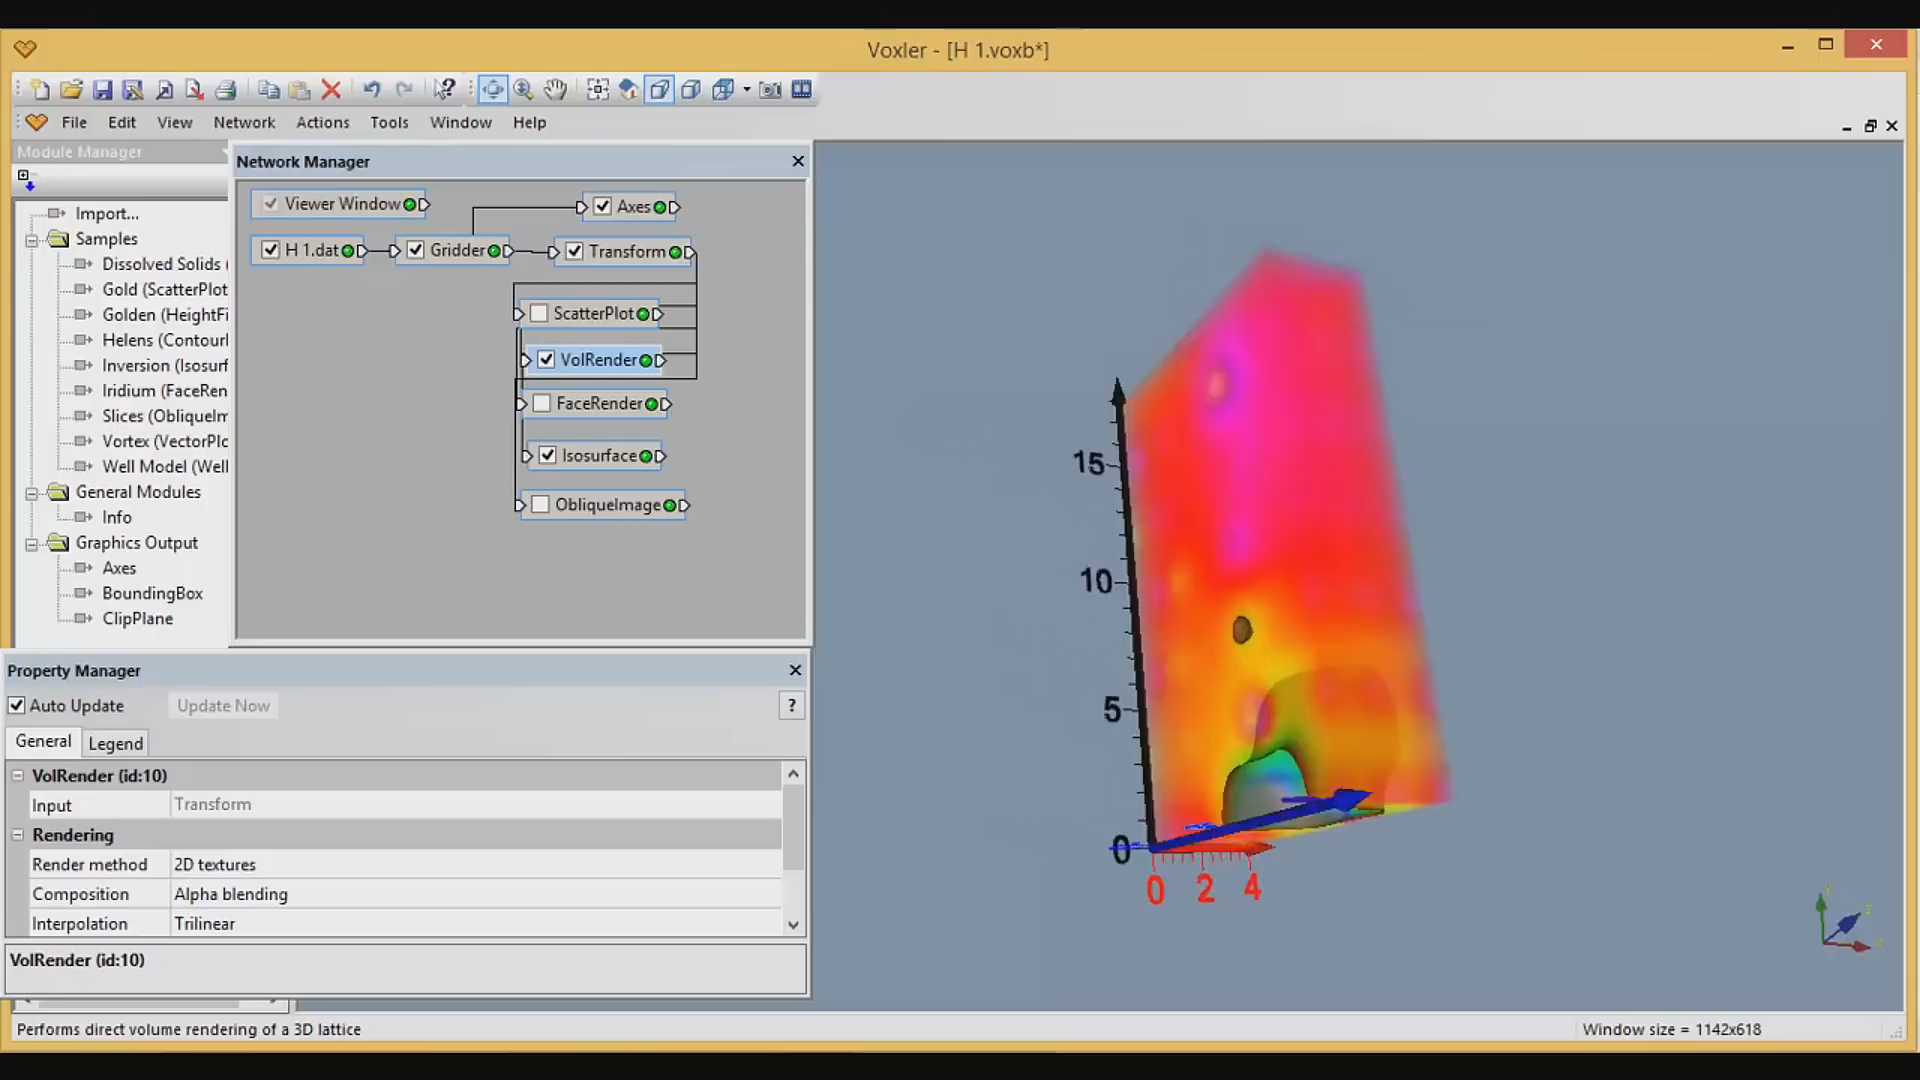 Voxler - [H 1.voxb*]
File Edit View Network Actions Tools Window Help
Module Manager
Import...
Samples
Dissolved Solids (
Gold (ScatterPlot
Golden (HeightFi
Helens (Contourl
Inversion (Isosurf
Iridium (FaceRen
Slices (ObliqueIm
Vortex (VectorPlc
Well Model (Well
General Modules
Info
Graphics Output
Axes
BoundingBox
ClipPlane
Network Manager
Viewer Window
Axes
H 1.dat
Gridder
Transform
ScatterPlot
VolRender
FaceRender
Isosurface
ObliqueImage
Property Manager
Auto Update
Update Now
?
General
Legend
VolRender (id:10)
Input Transform
Rendering
Render method 2D textures
Composition Alpha blending
Interpolation Trilinear
VolRender (id:10)
15
10
5
0
0 2 4
Performs direct volume rendering of a 3D lattice
Window size = 1142x618